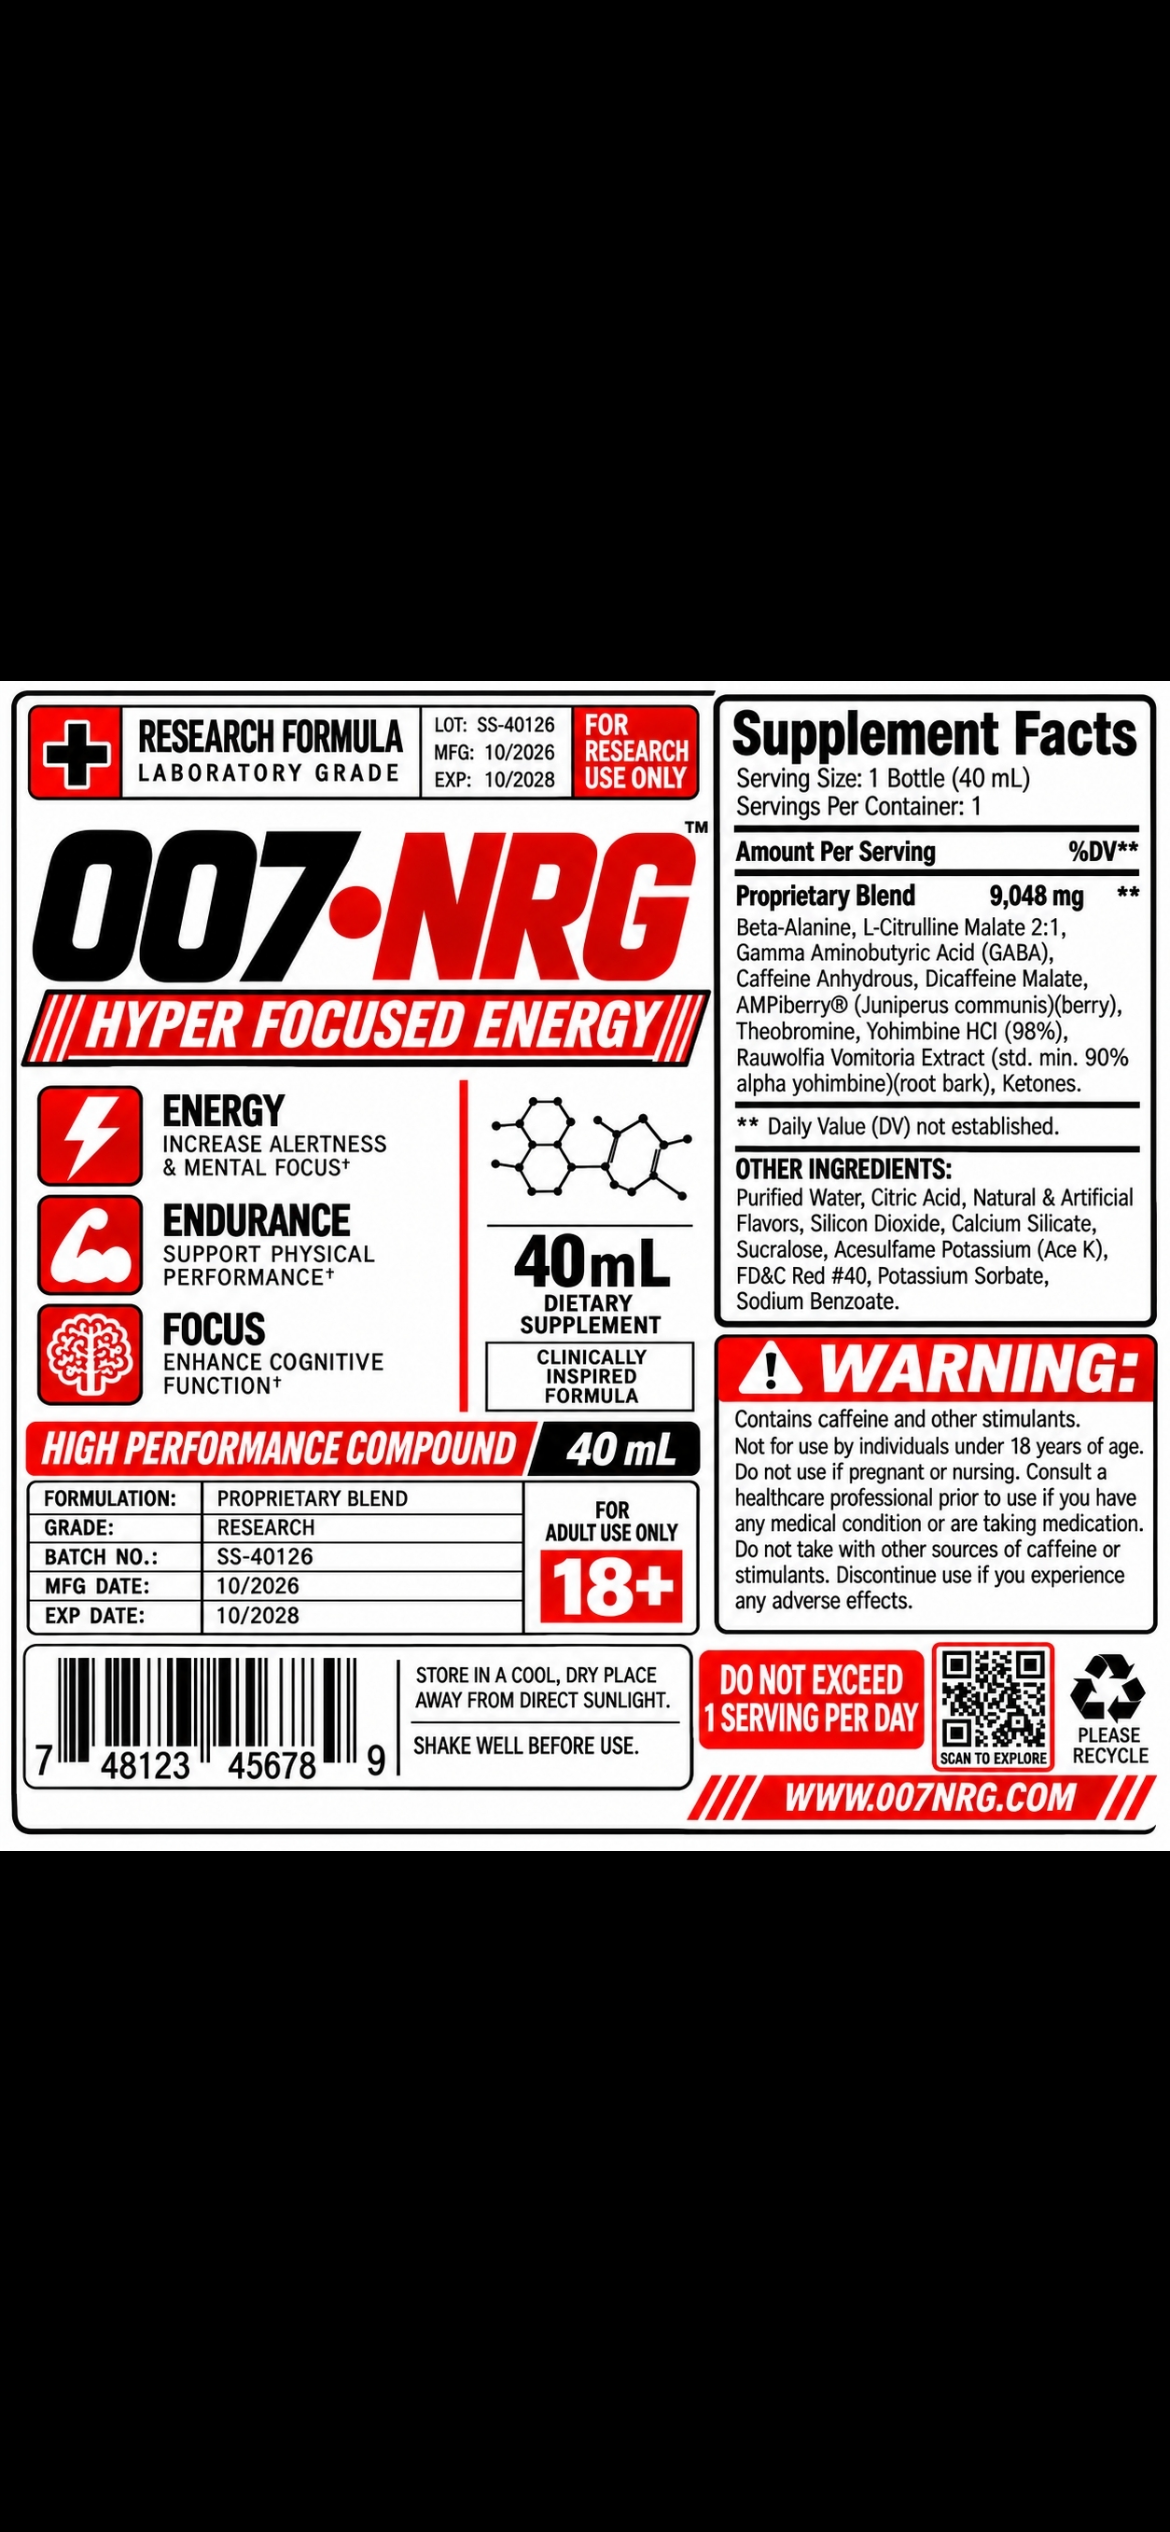 RESEARCH FORMULA
LABORATORY GRADE
LOT: SS-40126
MFG: 10/2026
EXP: 10/2028
FOR
RESEARCH
USE ONLY
007•NRG™
HYPER FOCUSED ENERGY
ENERGY
INCREASE ALERTNESS
& MENTAL FOCUS†
ENDURANCE
SUPPORT PHYSICAL
PERFORMANCE†
FOCUS
ENHANCE COGNITIVE
FUNCTION†
40mL
DIETARY
SUPPLEMENT
CLINICALLY
INSPIRED
FORMULA
HIGH PERFORMANCE COMPOUND 40 mL
FORMULATION: PROPRIETARY BLEND
GRADE: RESEARCH
BATCH NO.: SS-40126
MFG DATE: 10/2026
EXP DATE: 10/2028
FOR
ADULT USE ONLY
18+
7 48123 45678 9
STORE IN A COOL, DRY PLACE
AWAY FROM DIRECT SUNLIGHT.
SHAKE WELL BEFORE USE.
Supplement Facts
Serving Size: 1 Bottle (40 mL)
Servings Per Container: 1
Amount Per Serving %DV**
Proprietary Blend 9,048 mg **
Beta-Alanine, L-Citrulline Malate 2:1,
Gamma Aminobutyric Acid (GABA),
Caffeine Anhydrous, Dicaffeine Malate,
AMPiberry® (Juniperus communis)(berry),
Theobromine, Yohimbine HCI (98%),
Rauwolfia Vomitoria Extract (std. min. 90%
alpha yohimbine)(root bark), Ketones.
** Daily Value (DV) not established.
OTHER INGREDIENTS:
Purified Water, Citric Acid, Natural & Artificial
Flavors, Silicon Dioxide, Calcium Silicate,
Sucralose, Acesulfame Potassium (Ace K),
FD&C Red #40, Potassium Sorbate,
Sodium Benzoate.
WARNING:
Contains caffeine and other stimulants.
Not for use by individuals under 18 years of age.
Do not use if pregnant or nursing. Consult a
healthcare professional prior to use if you have
any medical condition or are taking medication.
Do not take with other sources of caffeine or
stimulants. Discontinue use if you experience
any adverse effects.
DO NOT EXCEED
1 SERVING PER DAY
SCAN TO EXPLORE
PLEASE
RECYCLE
WWW.007NRG.COM